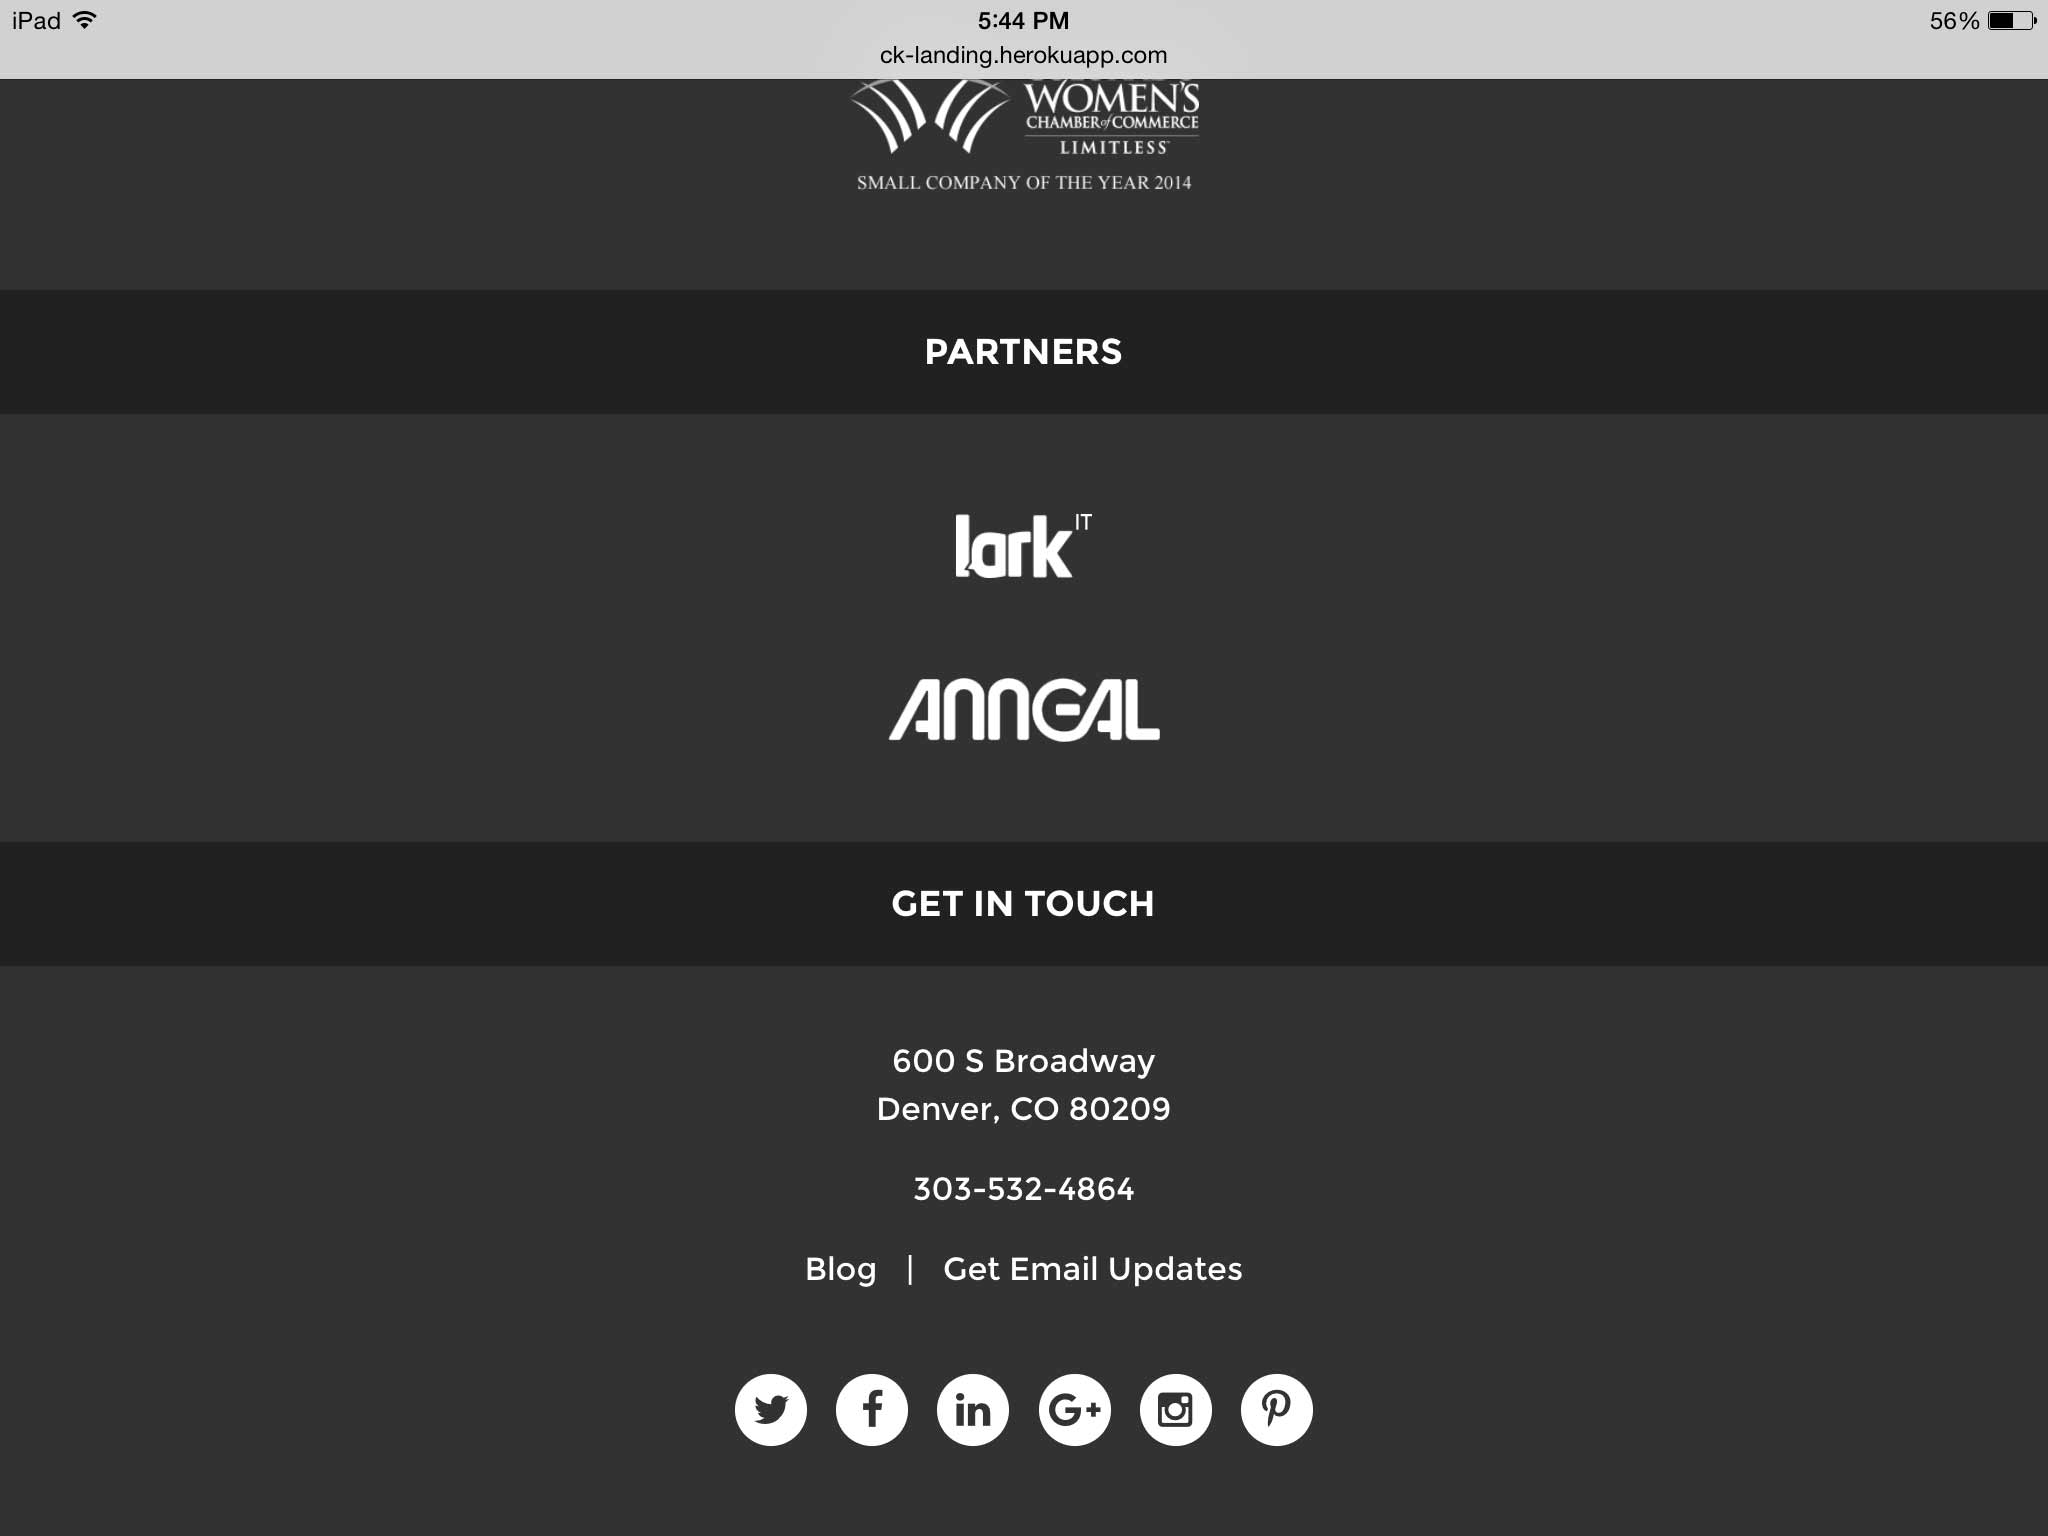 iPad 5:44 PM 56%
ck-landing.herokuapp.com
WOMEN'S
CHAMBER of COMMERCE
LIMITLESS
SMALL COMPANY OF THE YEAR 2014
PARTNERS
lark IT
ANNEAL
GET IN TOUCH
600 S Broadway
Denver, CO 80209
303-532-4864
Blog | Get Email Updates
f in G+